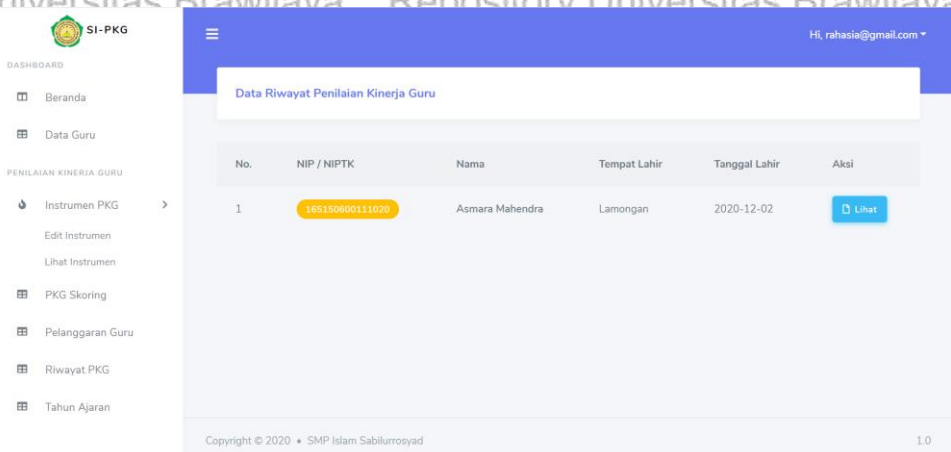 SI-PKG
Hi, rahasia@gmail.com
DASHBOARD
Beranda
Data Guru
PENILAIAN KINERJA GURU
Instrumen PKG
Edit Instrumen
Lihat Instrumen
PKG Skoring
Pelanggaran Guru
Riwayat PKG
Tahun Ajaran
Data Riwayat Penilaian Kinerja Guru
No. NIP / NIPTK Nama Tempat Lahir Tanggal Lahir Aksi
1 165150600111020 Asmara Mahendra Lamongan 2020-12-02 Lihat
Copyright © 2020 • SMP Islam Sabilurrosyad 1.0